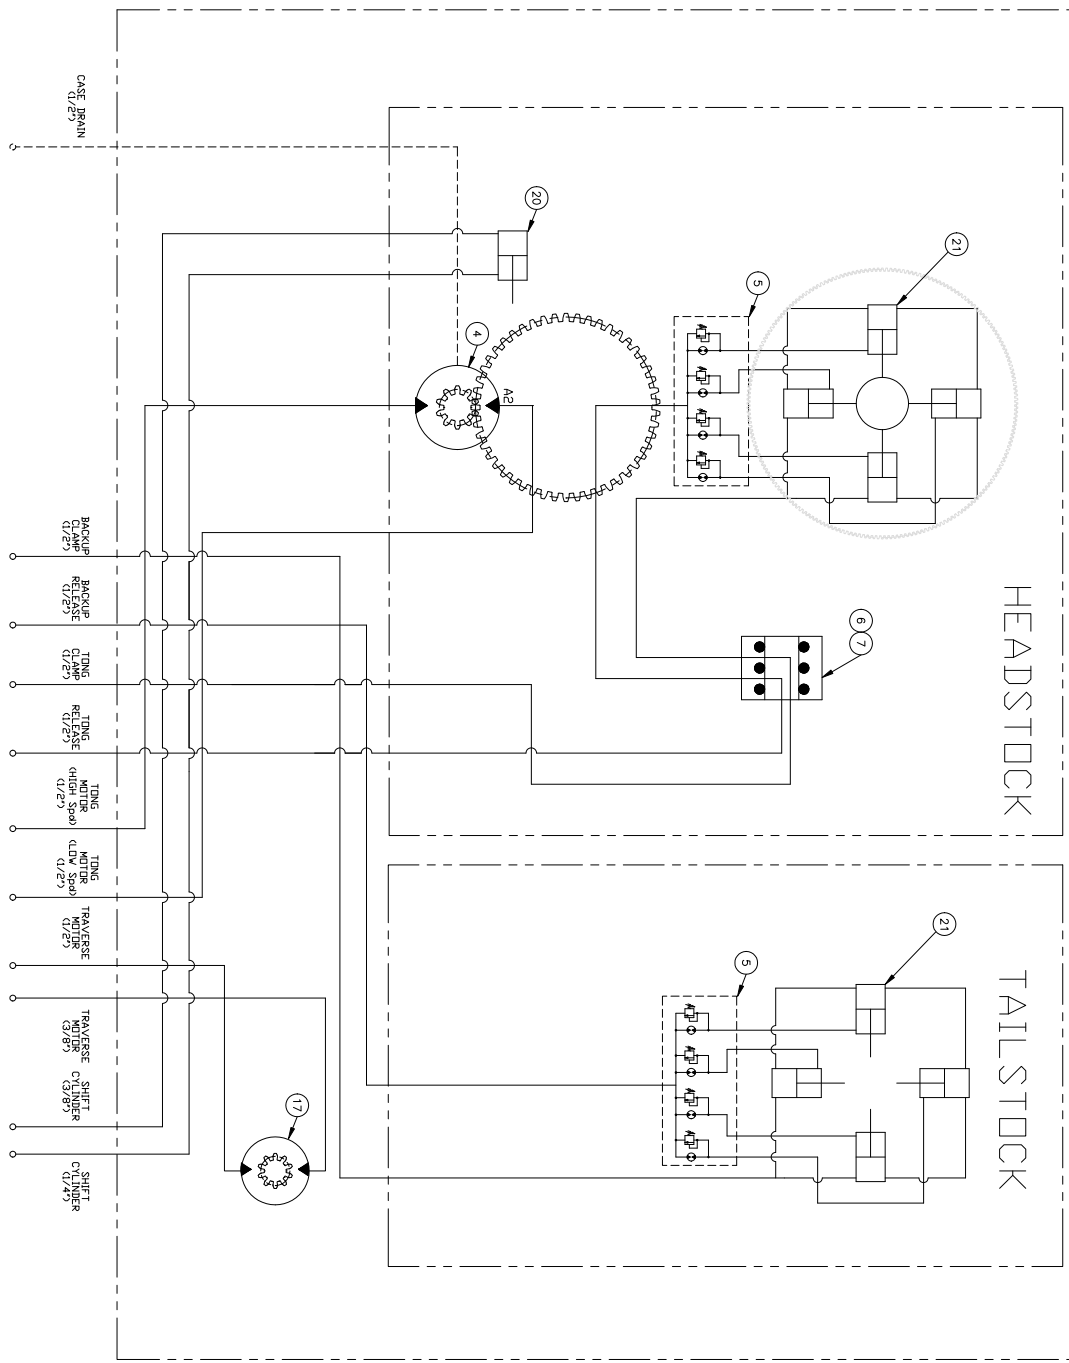 HEADSTOCK
TAILSTOCK
21
5
20
4
A2
6
7
21
5
17
CASE DRAIN
(1/2")
BACKUP
CLAMP
(1/2")
BACKUP
RELEASE
(1/2")
TONG
CLAMP
(1/2")
TONG
RELEASE
(1/2")
TONG
MOTOR
(HIGH Spd)
(1/2")
TONG
MOTOR
(LOW Spd)
(1/2")
TRAVERSE
MOTOR
(1/2")
TRAVERSE
MOTOR
(3/8")
SHIFT
CYLINDER
(3/8")
SHIFT
CYLINDER
(1/4")